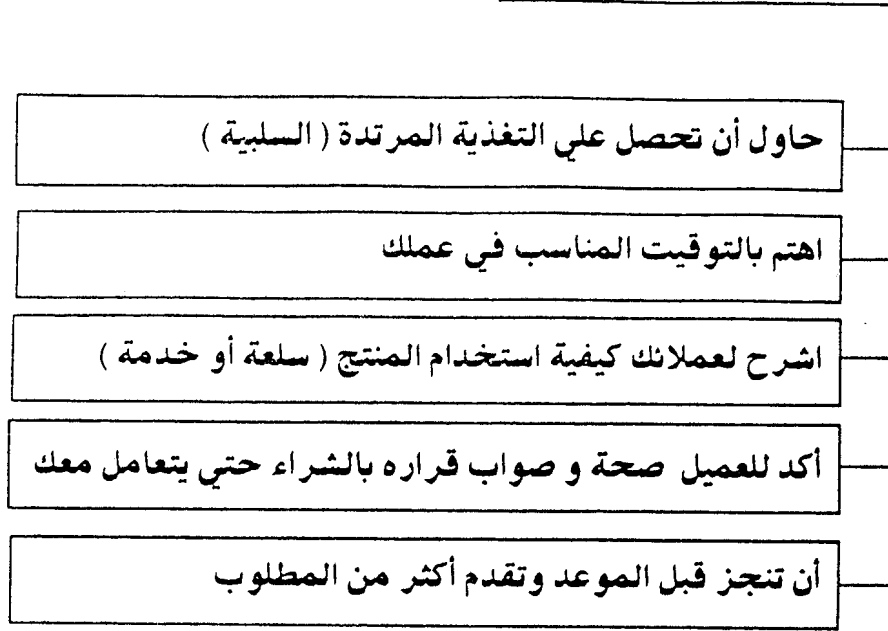 حاول أن تحصل علي التغذية المرتدة ( السلبية )
اهتم بالتوقيت المناسب في عملك
اشرح لعملائك كيفية استخدام المنتج ( سلعة أو خدمة )
أكد للعميل صحة و صواب قراره بالشراء حتي يتعامل معك
أن تنجز قبل الموعد وتقدم أكثر من المطلوب